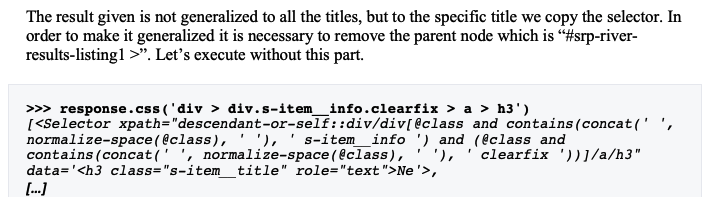 The result given is not generalized to all the titles, but to the specific title we copy the selector. In
order to make it generalized it is necessary to remove the parent node which is “#srp-river-
results-listing1 >”. Let’s execute without this part.
>>> response.css('div > div.s-item__info.clearfix > a > h3')
[<Selector xpath="descendant-or-self::div/div[@class and contains(concat(' ',
normalize-space(@class), ' '), ' s-item__info ') and (@class and
contains(concat(' ', normalize-space(@class), ' '), ' clearfix '))]/a/h3"
data='<h3 class="s-item__title" role="text">Ne'>,
[…]